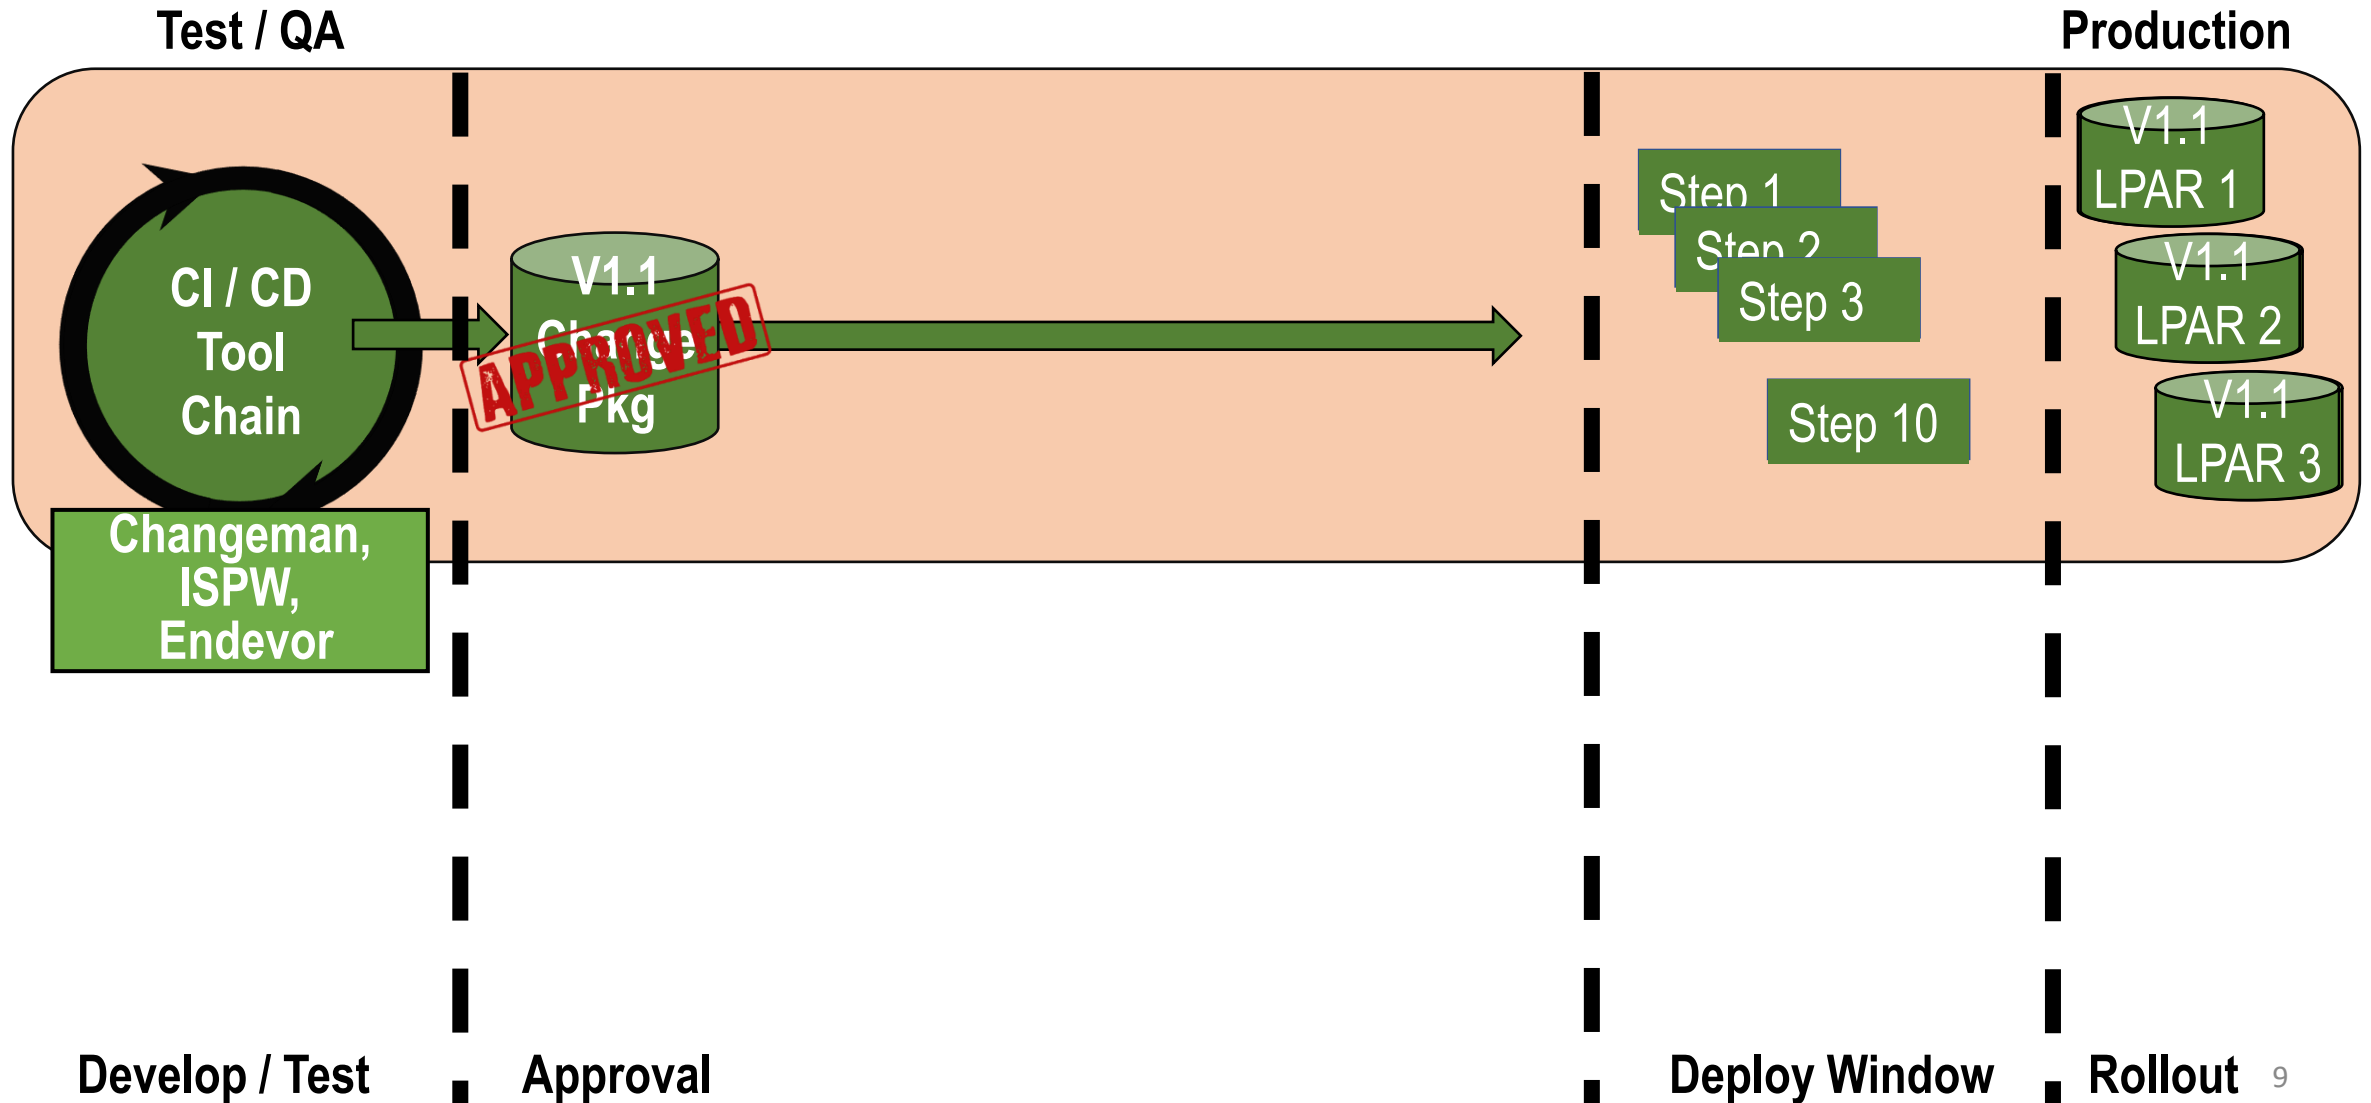 Test / QA
Production
CI / CD
Tool
Chain
Changeman,
ISPW,
Endevor
V1.1
Change
Pkg
APPROVED
Step 1
Step 2
Step 3
Step 10
V1.1
LPAR 1
V1.1
LPAR 2
V1.1
LPAR 3
Develop / Test
Approval
Deploy Window
Rollout
9